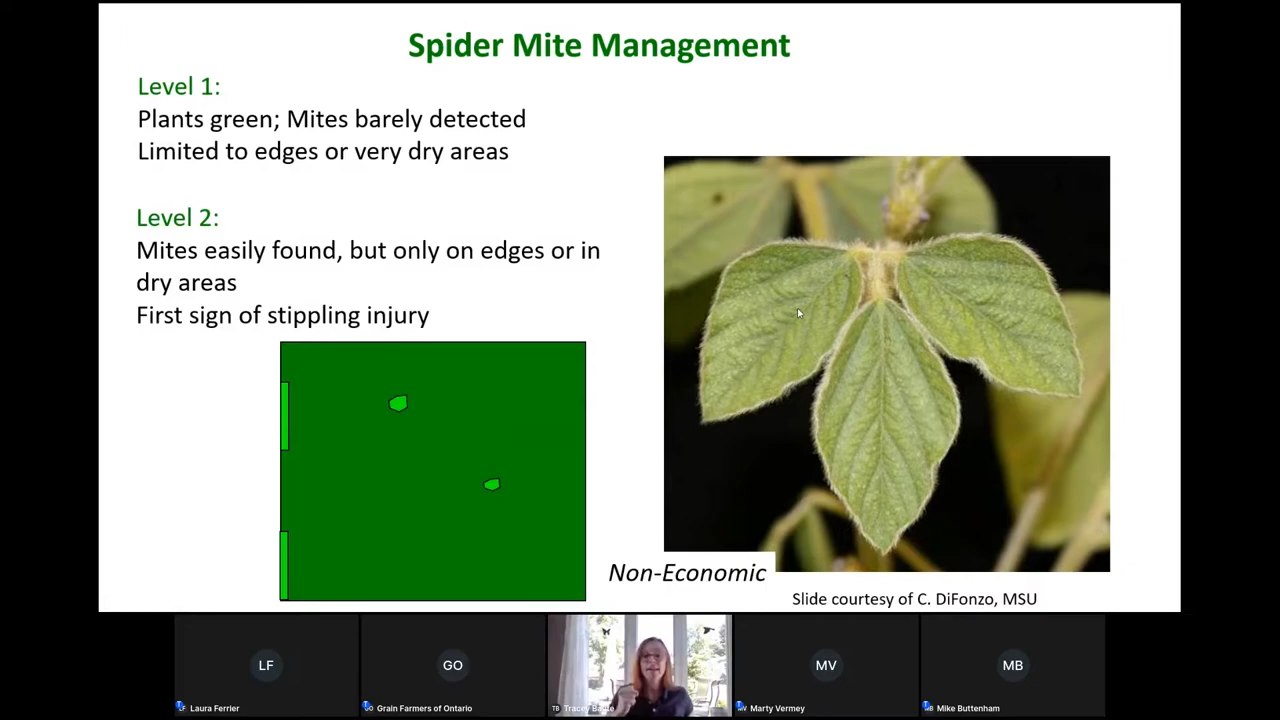 Spider Mite Management
Level 1:
Plants green; Mites barely detected
Limited to edges or very dry areas
Level 2:
Mites easily found, but only on edges or in
dry areas
First sign of stippling injury
Non-Economic
Slide courtesy of C. DiFonzo, MSU
LF
GO
MV
MB
Laura Ferrier
Grain Farmers of Ontario
TB Tracey
Marty Vermey
Mike Buttenham